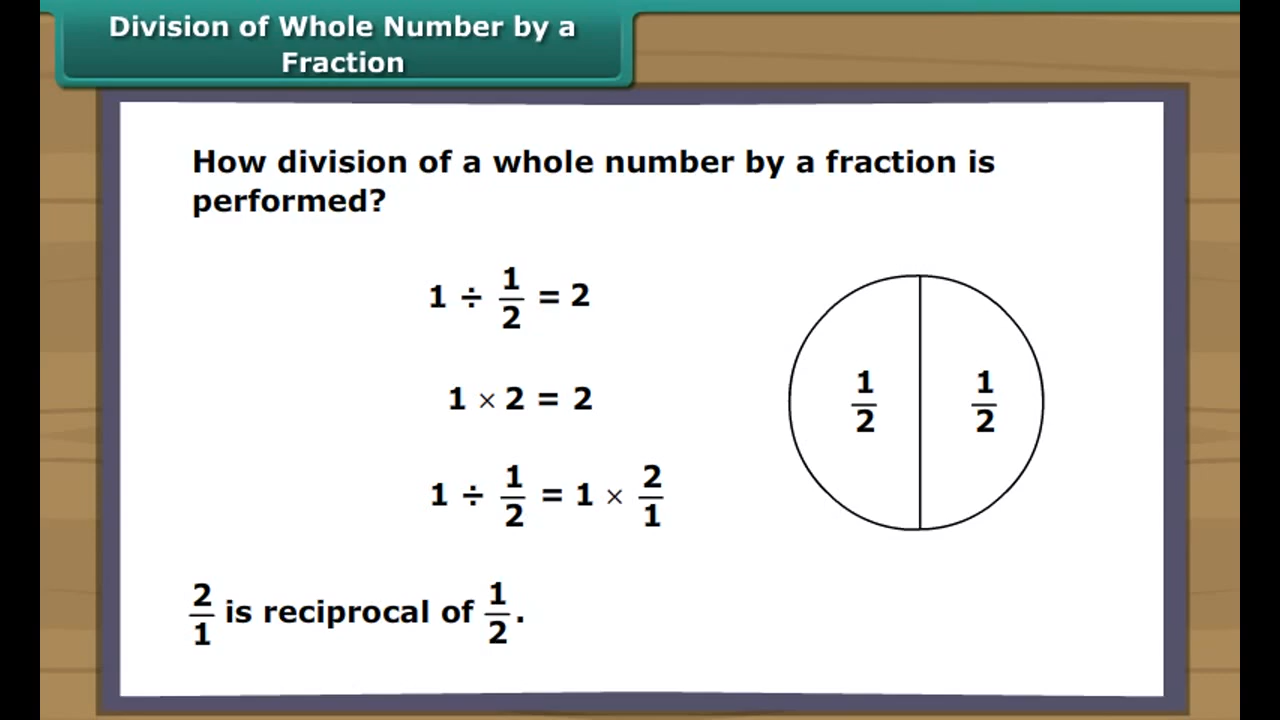 Division of Whole Number by a
Fraction
How division of a whole number by a fraction is
performed?
1 ÷ 1/2 = 2
1 × 2 = 2
1 ÷ 1/2 = 1 × 2/1
1/2 1/2
2/1 is reciprocal of 1/2.